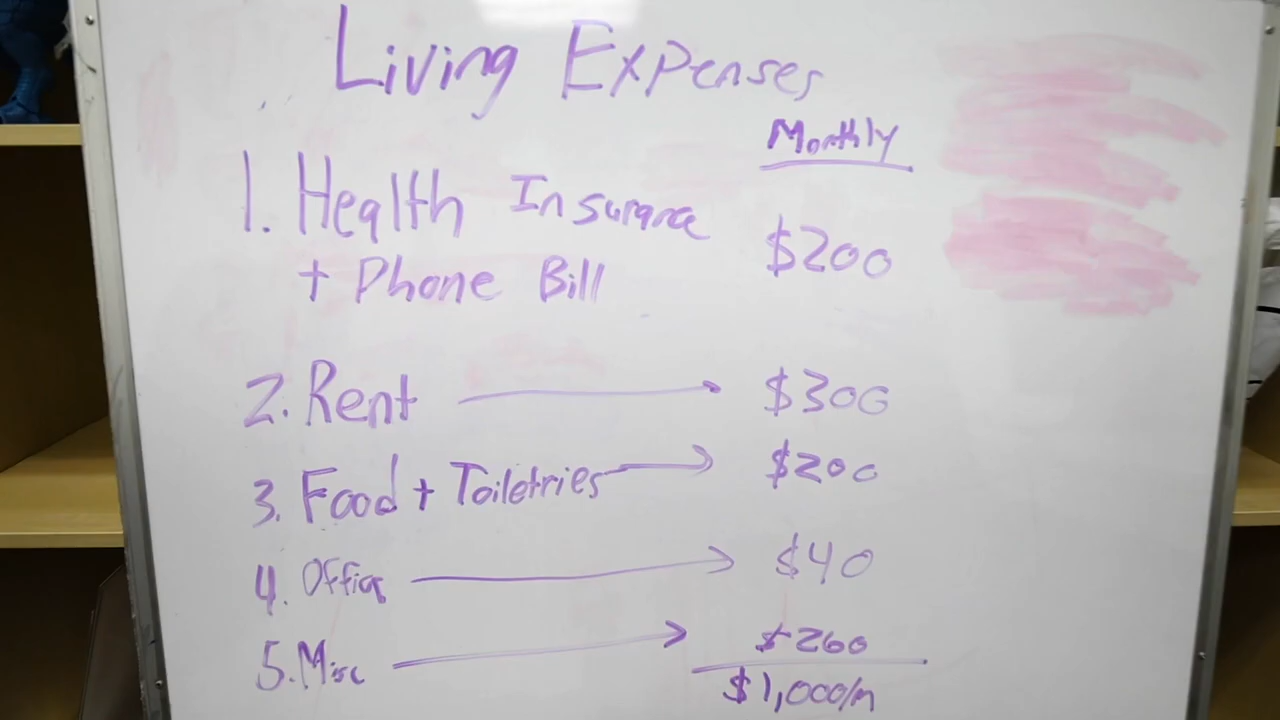 Living Expenses
Monthly
1. Health Insurance
+ Phone Bill $200
2. Rent → $300
3. Food + Toiletries → $200
4. Office → $40
5. Misc → $260
$1,000/m